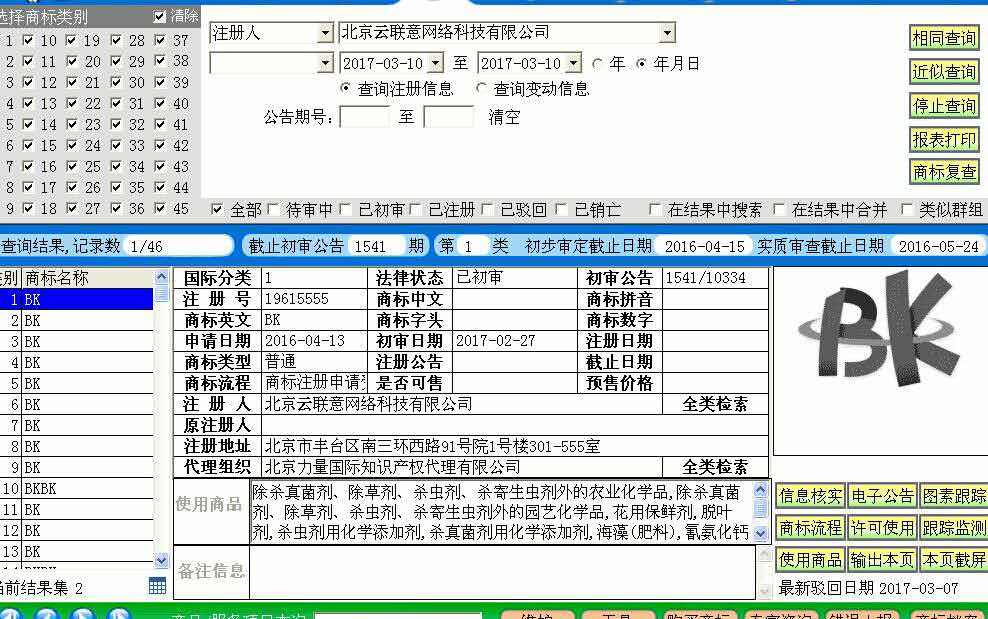 选择商标类别 清除
1 10 19 28 37
2 11 20 29 38
3 12 21 30 39
4 13 22 31 40
5 14 23 32 41
6 15 24 33 42
7 16 25 34 43
8 17 26 35 44
9 18 27 36 45
注册人 北京云联意网络科技有限公司
2017-03-10 至 2017-03-10 年 年月日
查询注册信息 查询变动信息
公告期号: 至 清空
相同查询
近似查询
停止查询
报表打印
商标复查
全部 待审中 已初审 已注册 已驳回 已销亡 在结果中搜索 在结果中合并 类似群组
查询结果,记录数 1/46 截止初审公告 1541 期 第 1 类 初步审定截止日期 2016-04-15 实质审查截止日期 2016-05-24
类别 商标名称
1 BK
2 BK
3 BK
4 BK
5 BK
6 BK
7 BK
8 BK
9 BK
10 BKBK
11 BK
12 BK
13 BK
当前结果集 2
国际分类 1 法律状态 已初审 初审公告 1541/10334
注 册 号 19615555 商标中文 商标拼音
商标英文 BK 商标字头 商标数字
申请日期 2016-04-13 初审日期 2017-02-27 注册日期
商标类型 普通 注册公告 截止日期
商标流程 商标注册申请 是否可售 预售价格
注 册 人 北京云联意网络科技有限公司 全类检索
原注册人
注册地址 北京市丰台区南三环西路91号院1号楼301-555室
代理组织 北京力量国际知识产权代理有限公司 全类检索
使用商品
除杀真菌剂、除草剂、杀虫剂、杀寄生虫剂外的农业化学品,除杀真菌
剂、除草剂、杀虫剂、杀寄生虫剂外的园艺化学品,花用保鲜剂,脱叶
剂,杀虫剂用化学添加剂,杀真菌剂用化学添加剂,海藻(肥料),氰氨化钙
备注信息
BK
信息核实 电子公告 图素跟踪
商标流程 许可使用 跟踪监测
使用商品 输出本页 本页截屏
最新驳回日期 2017-03-07